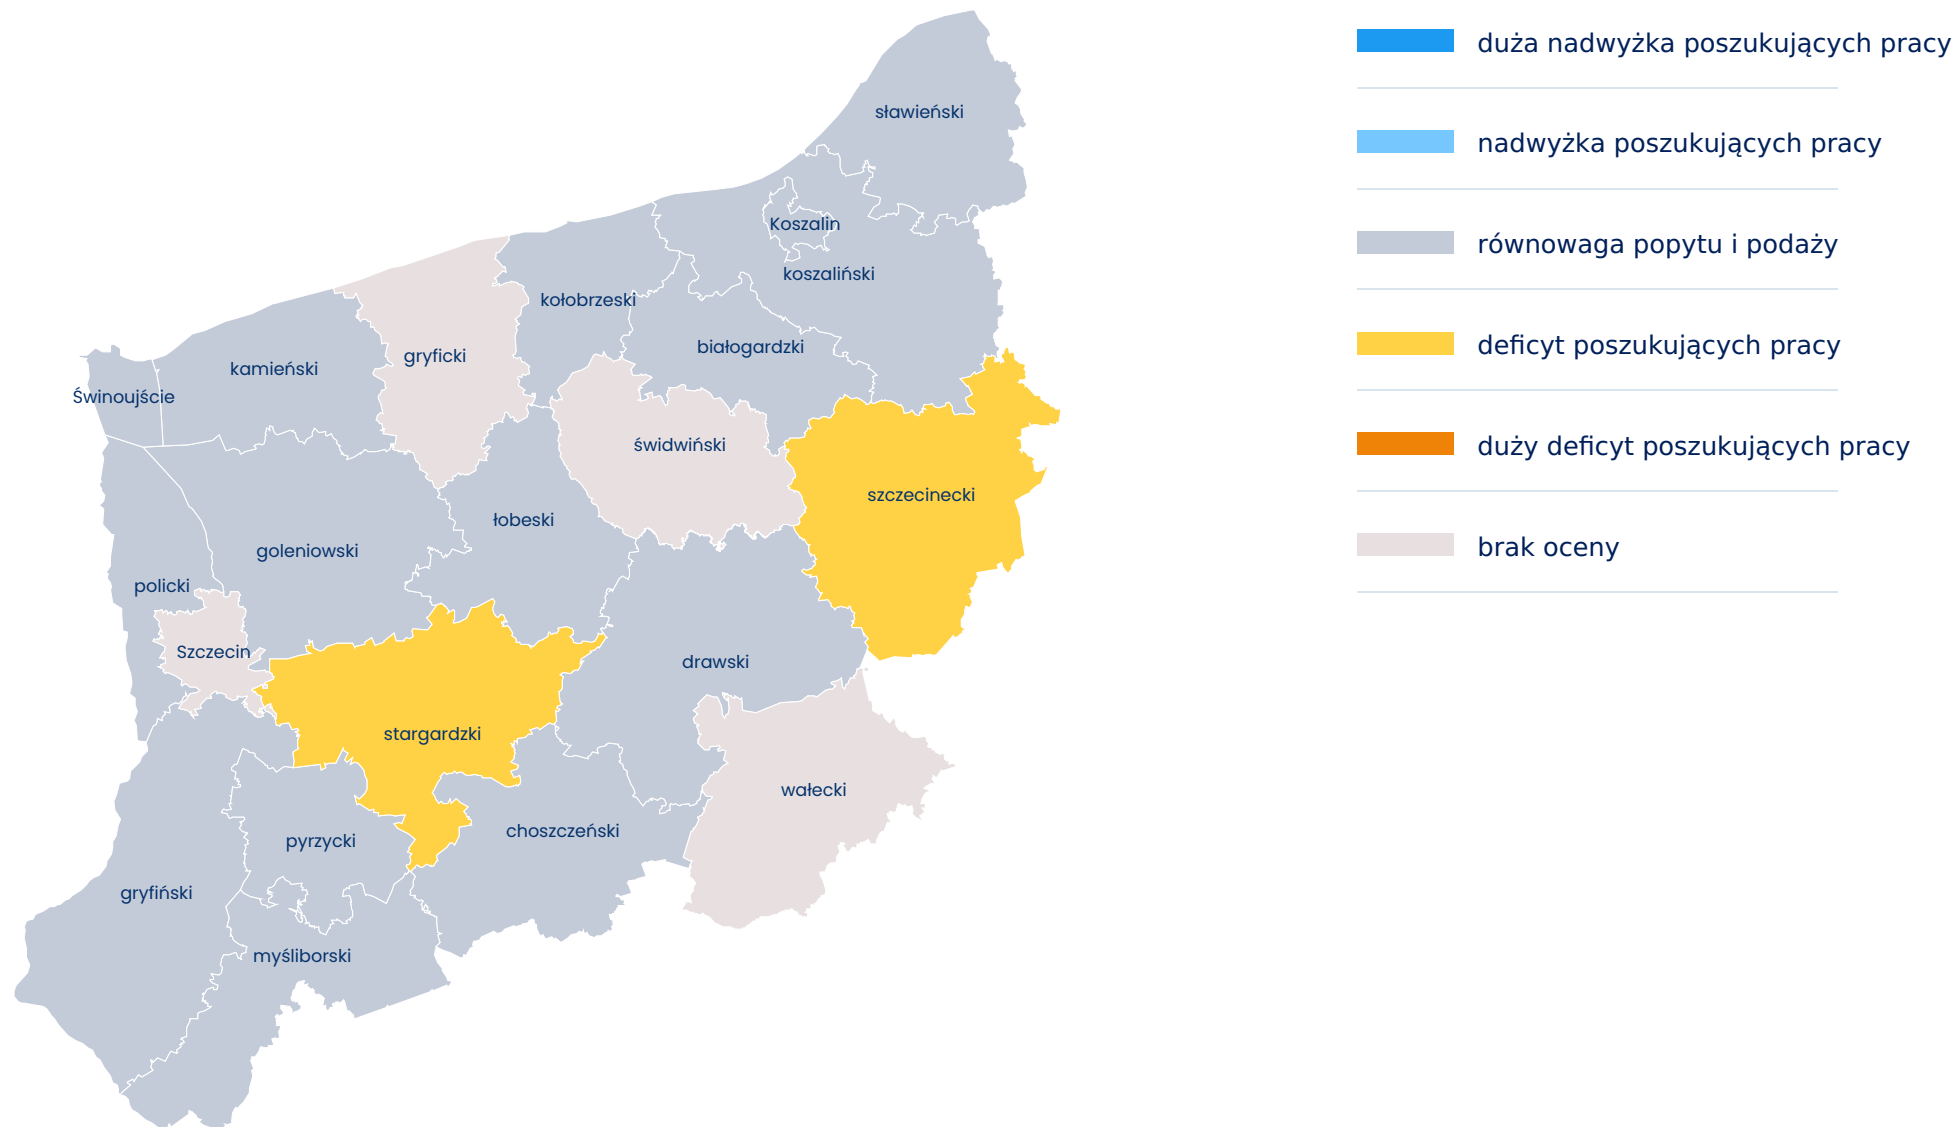 sławieński
Koszalin
koszaliński
kołobrzeski
białogardzki
gryficki
kamieński
Świnoujście
świdwiński
szczecinecki
łobeski
goleniowski
policki
Szczecin
drawski
stargardzki
wałecki
choszczeński
pyrzycki
gryfiński
myśliborski
duża nadwyżka poszukujących pracy
nadwyżka poszukujących pracy
równowaga popytu i podaży
deficyt poszukujących pracy
duży deficyt poszukujących pracy
brak oceny